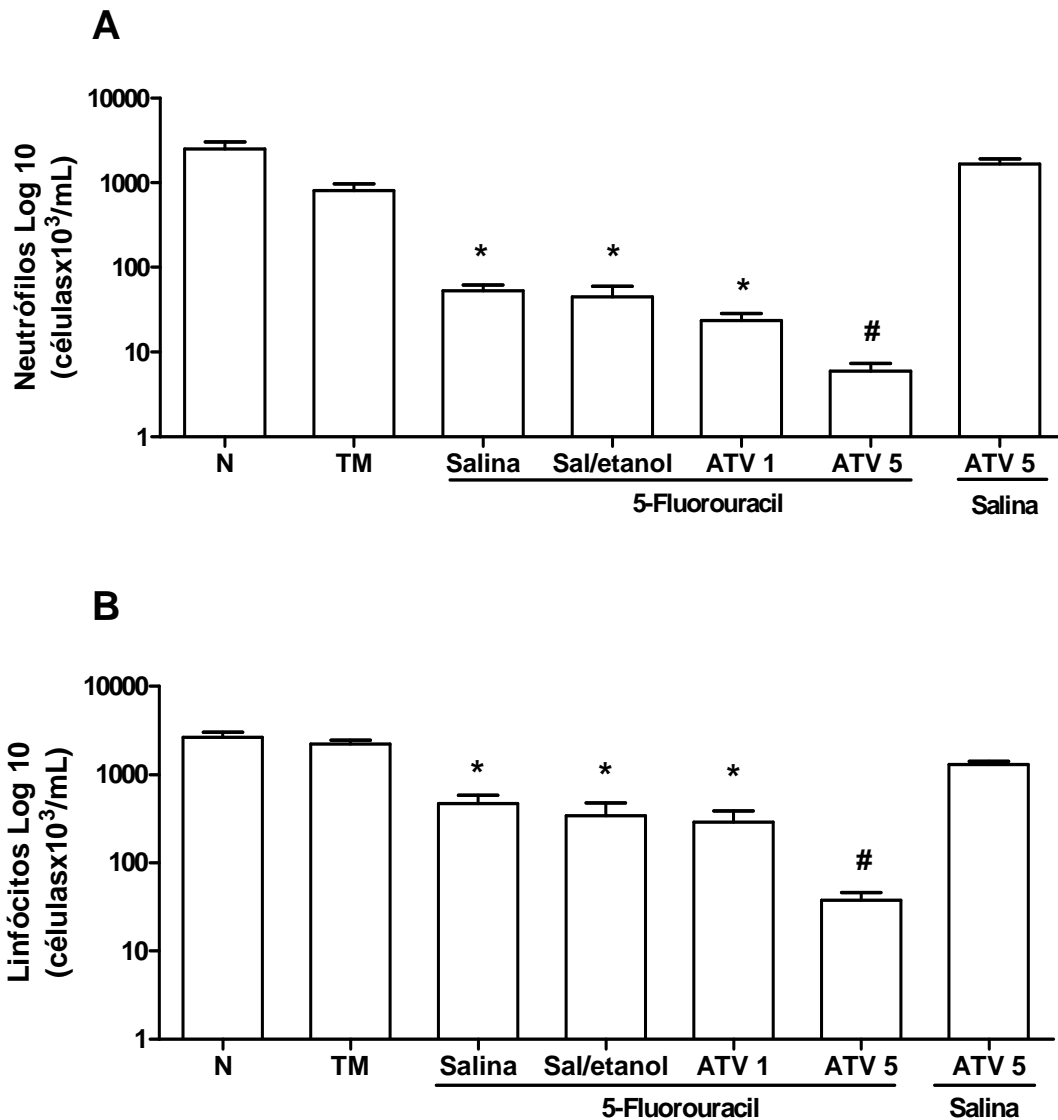 A
Neutrófilos Log 10
(célulasx10³/mL)
10000
1000
100
10
1
* * * #
N TM Salina Sal/etanol ATV 1 ATV 5 ATV 5
5-Fluorouracil Salina
B
Linfócitos Log 10
(célulasx10³/mL)
10000
1000
100
10
1
* * * #
N TM Salina Sal/etanol ATV 1 ATV 5 ATV 5
5-Fluorouracil Salina